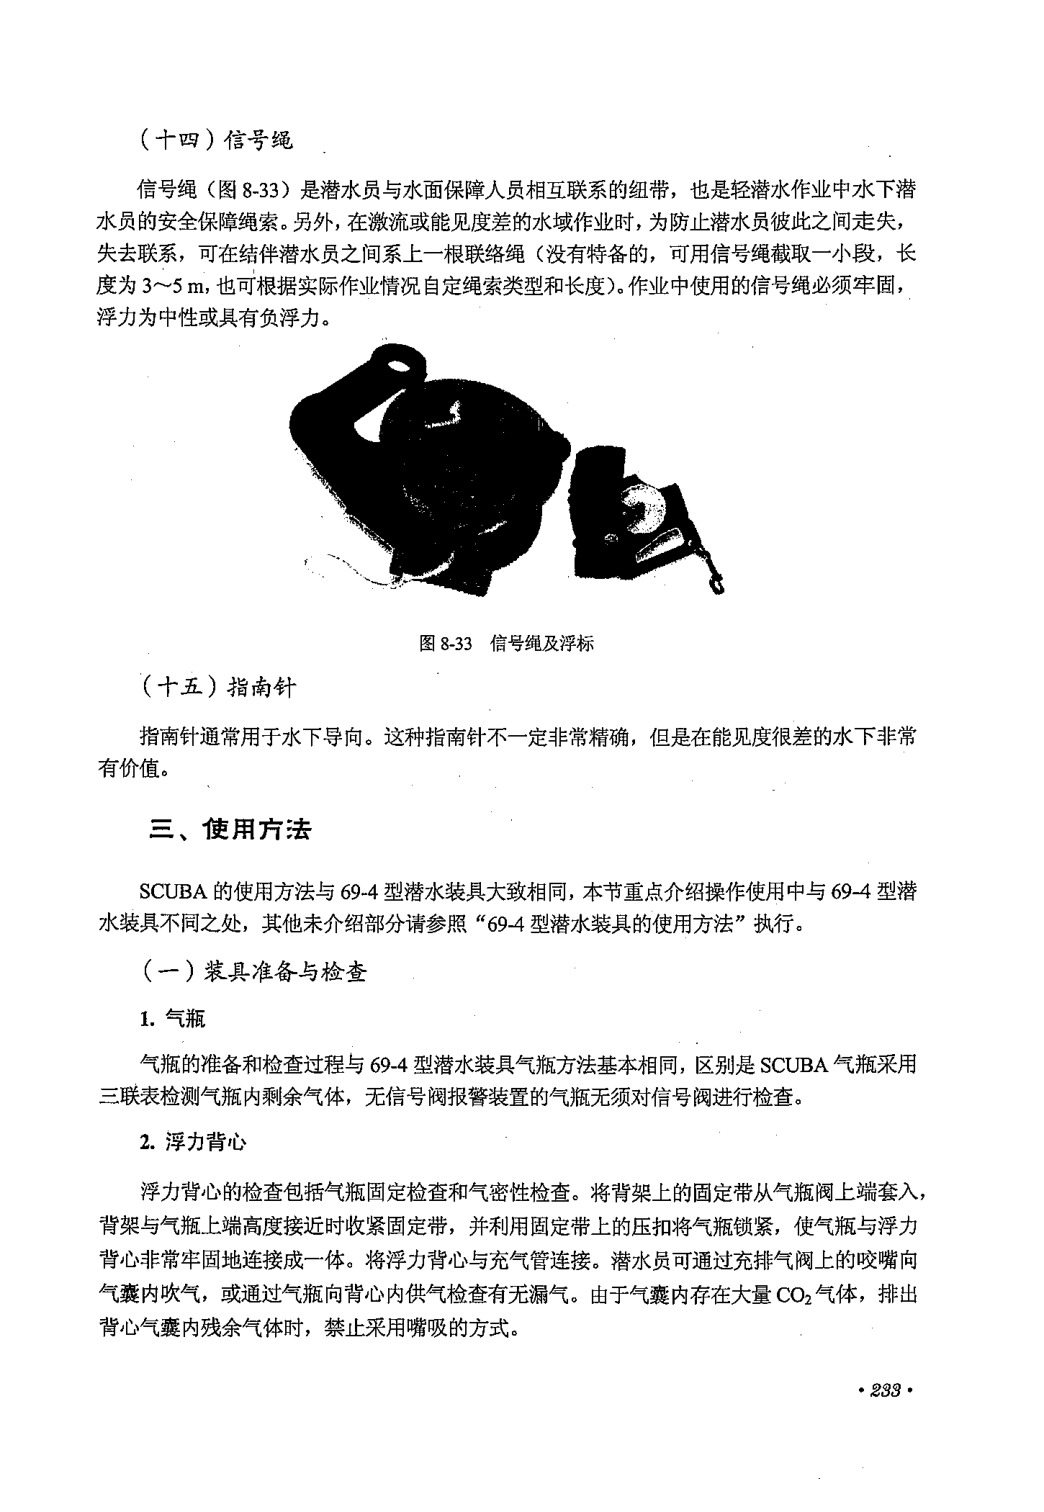 （十四）信号绳
信号绳（图 8-33）是潜水员与水面保障人员相互联系的纽带，也是轻潜水作业中水下潜
水员的安全保障绳索。另外，在激流或能见度差的水域作业时，为防止潜水员彼此之间走失，
失去联系，可在结伴潜水员之间系上一根联络绳（没有特备的，可用信号绳截取一小段，长
度为 3～5 m，也可根据实际作业情况自定绳索类型和长度）。作业中使用的信号绳必须牢固，
浮力为中性或具有负浮力。
图 8-33　信号绳及浮标
（十五）指南针
指南针通常用于水下导向。这种指南针不一定非常精确，但是在能见度很差的水下非常
有价值。
三、使用方法
SCUBA 的使用方法与 69-4 型潜水装具大致相同，本节重点介绍操作使用中与 69-4 型潜
水装具不同之处，其他未介绍部分请参照“69-4 型潜水装具的使用方法”执行。
（一）装具准备与检查
1. 气瓶
气瓶的准备和检查过程与 69-4 型潜水装具气瓶方法基本相同，区别是 SCUBA 气瓶采用
三联表检测气瓶内剩余气体，无信号阀报警装置的气瓶无须对信号阀进行检查。
2. 浮力背心
浮力背心的检查包括气瓶固定检查和气密性检查。将背架上的固定带从气瓶阀上端套入，
背架与气瓶上端高度接近时收紧固定带，并利用固定带上的压扣将气瓶锁紧，使气瓶与浮力
背心非常牢固地连接成一体。将浮力背心与充气管连接。潜水员可通过充排气阀上的咬嘴向
气囊内吹气，或通过气瓶向背心内供气检查有无漏气。由于气囊内存在大量 CO₂ 气体，排出
背心气囊内残余气体时，禁止采用嘴吸的方式。
·233·